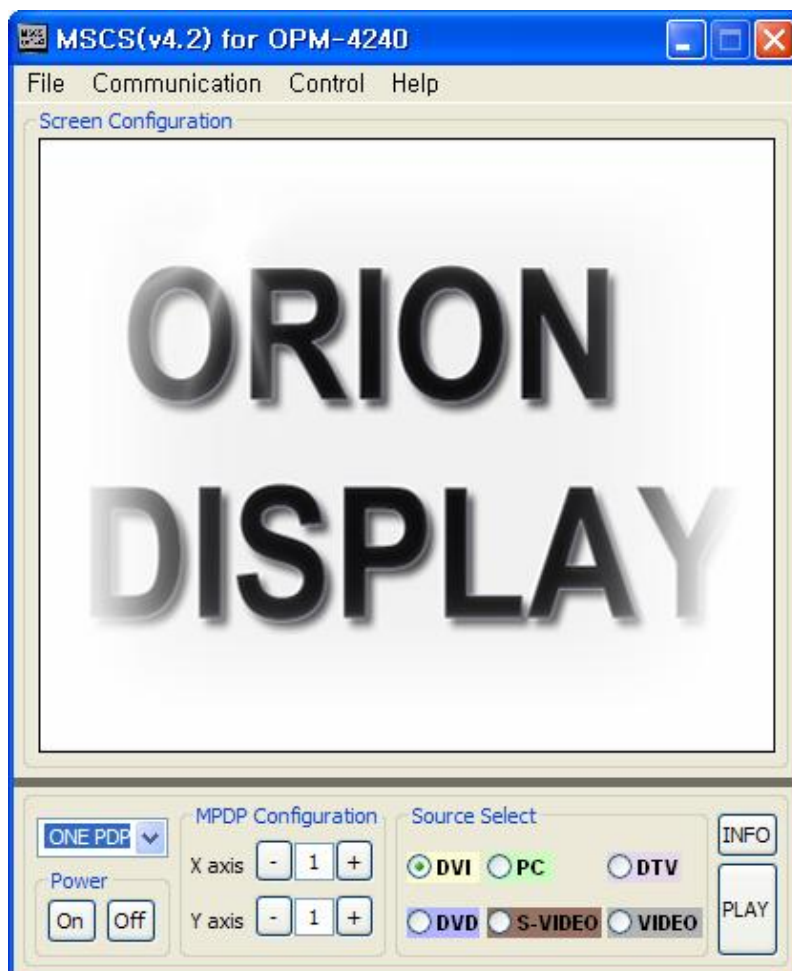 MSCS(v4.2) for OPM-4240
File Communication Control Help
Screen Configuration
ORION
DISPLAY
ONE PDP
Power
On Off
MPDP Configuration
X axis - 1 +
Y axis - 1 +
Source Select
DVI PC DTV
DVD S-VIDEO VIDEO
INFO
PLAY